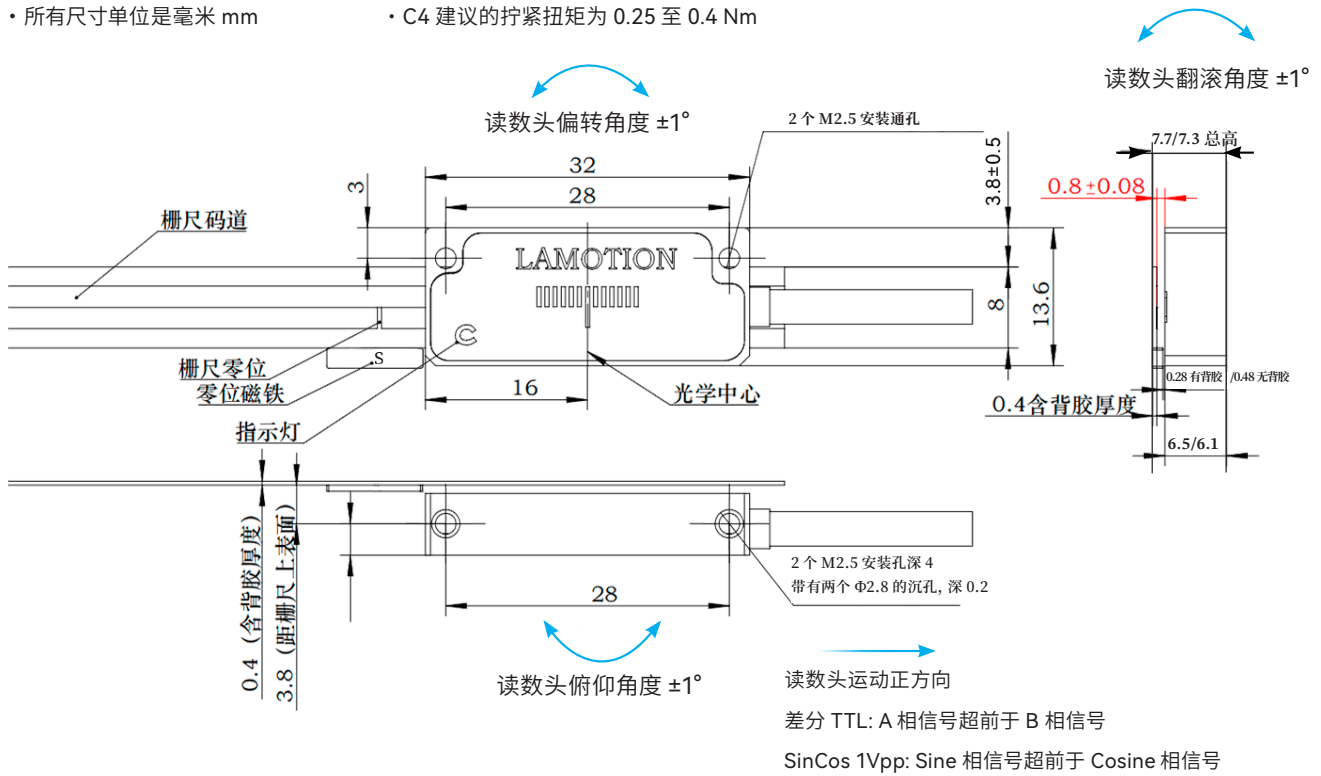 ・所有尺寸单位是毫米 mm
・C4 建议的拧紧扭矩为 0.25 至 0.4 Nm
读数头翻滚角度 ±1°
读数头偏转角度 ±1°
2 个 M2.5 安装通孔
7.7/7.3 总高
32
3
28
3.8±0.5
0.8±0.08
栅尺码道
LAMOTION
8
13.6
S
栅尺零位
零位磁铁
16
光学中心
0.28 有背胶 /0.48 无背胶
0.4含背胶厚度
指示灯
6.5/6.1
0.4（含背胶厚度）
3.8（距栅尺上表面）
2 个 M2.5 安装孔深 4
带有两个 Φ2.8 的沉孔, 深 0.2
28
读数头俯仰角度 ±1°
读数头运动正方向
差分 TTL: A 相信号超前于 B 相信号
SinCos 1Vpp: Sine 相信号超前于 Cosine 相信号